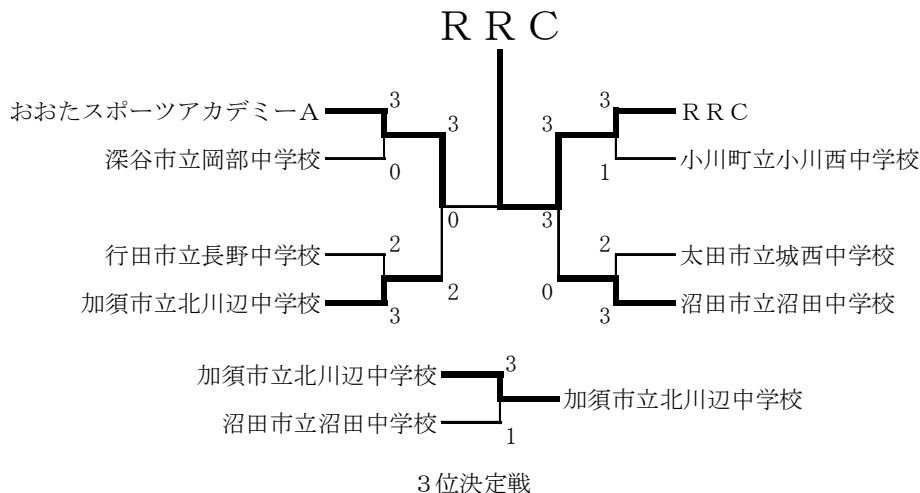 ＲＲＣ
おおたスポーツアカデミーＡ
3
3
3
3
ＲＲＣ
深谷市立岡部中学校
0
1
小川町立小川西中学校
0
3
行田市立長野中学校
2
2
太田市立城西中学校
加須市立北川辺中学校
3
2
0
3
沼田市立沼田中学校
加須市立北川辺中学校
3
加須市立北川辺中学校
沼田市立沼田中学校
1
３位決定戦